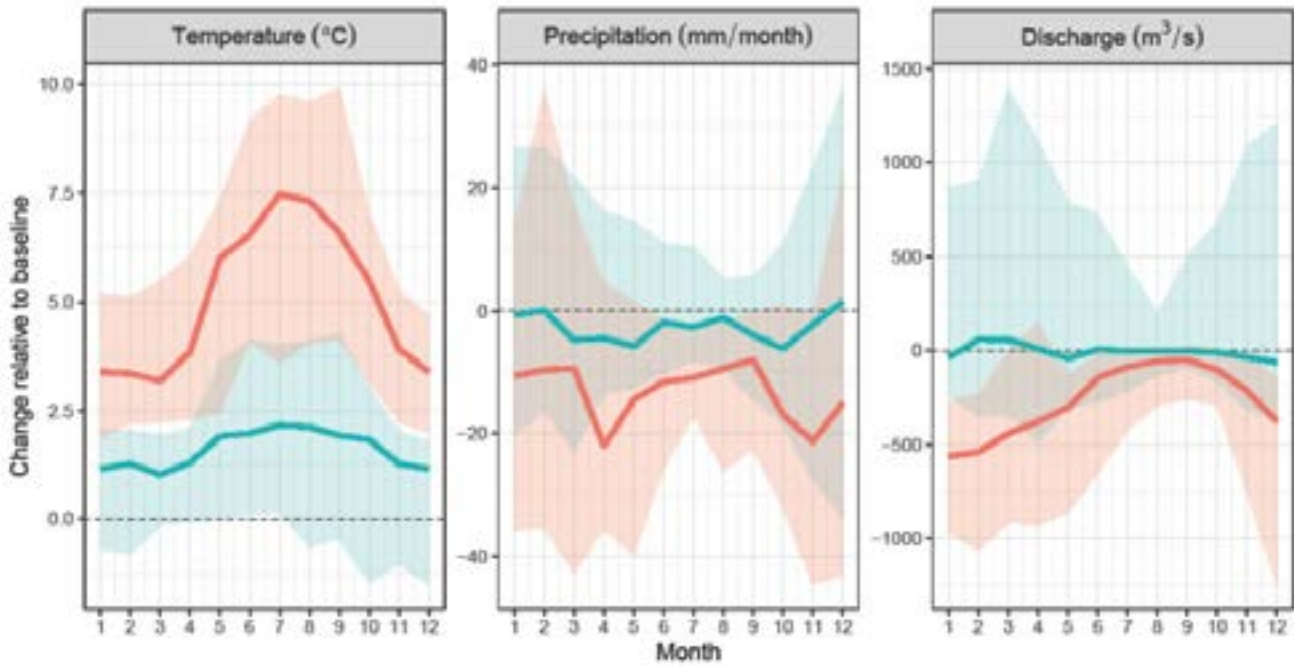 Temperature (°C)
Precipitation (mm/month)
Discharge (m³/s)
Change relative to baseline
10.0
7.5
5.0
2.5
0.0
40
20
0
−20
−40
1500
1000
500
0
−500
−1000
1 2 3 4 5 6 7 8 9 10 11 12
1 2 3 4 5 6 7 8 9 10 11 12
1 2 3 4 5 6 7 8 9 10 11 12
Month